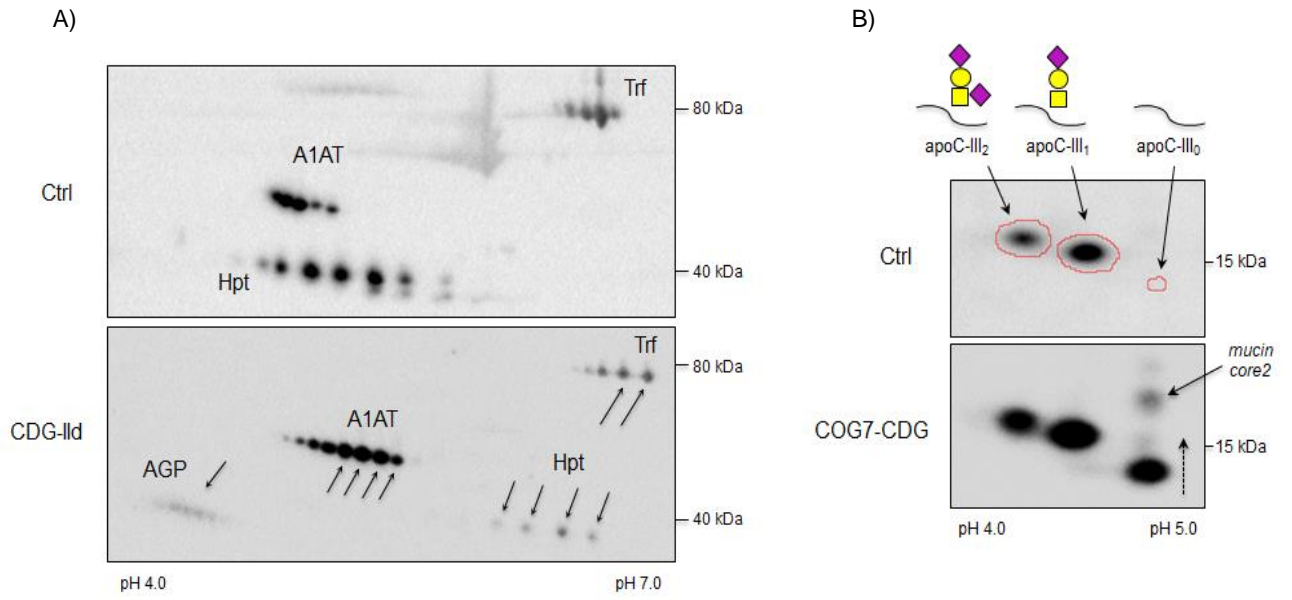 A)
Trf
80 kDa
A1AT
Ctrl
Hpt
40 kDa
Trf
80 kDa
A1AT
CDG-IId
AGP
Hpt
40 kDa
pH 4.0
pH 7.0
B)
apoC-III₂
apoC-III₁
apoC-III₀
Ctrl
15 kDa
mucin
core2
COG7-CDG
15 kDa
pH 4.0
pH 5.0